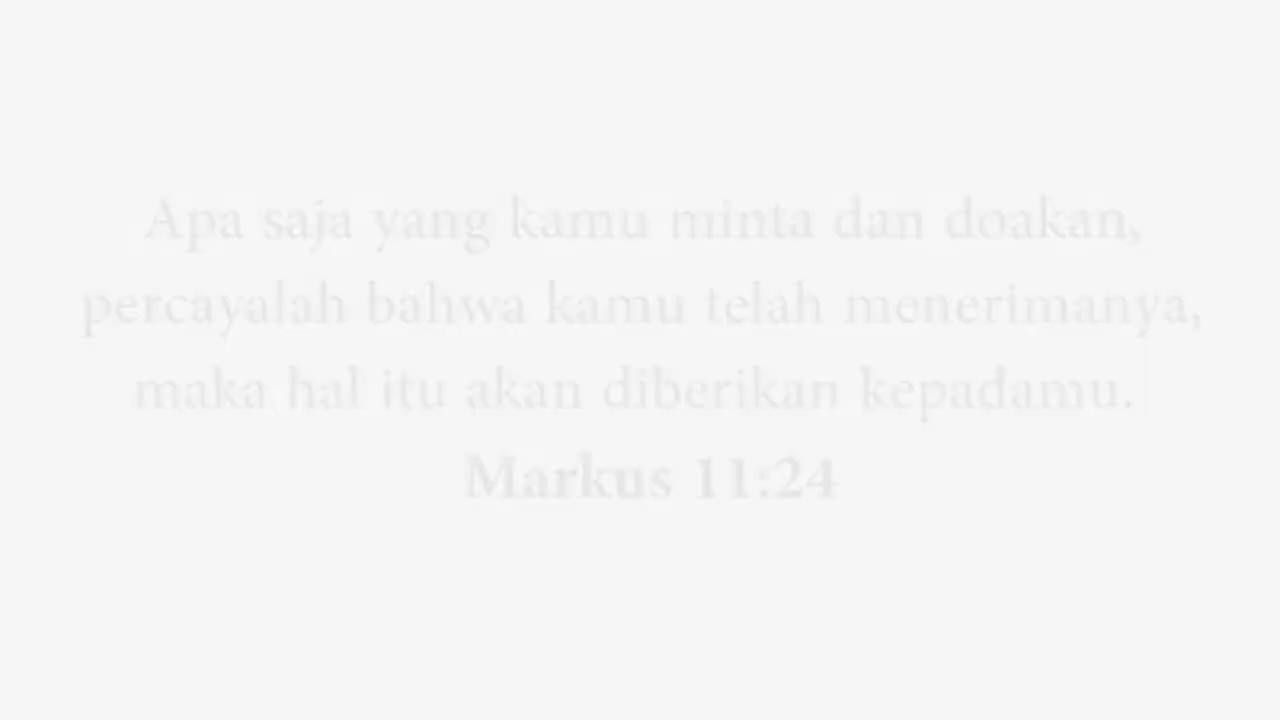 Apa saja yang kamu minta dan doakan,
percayalah bahwa kamu telah menerimanya,
maka hal itu akan diberikan kepadamu.
Markus 11:24